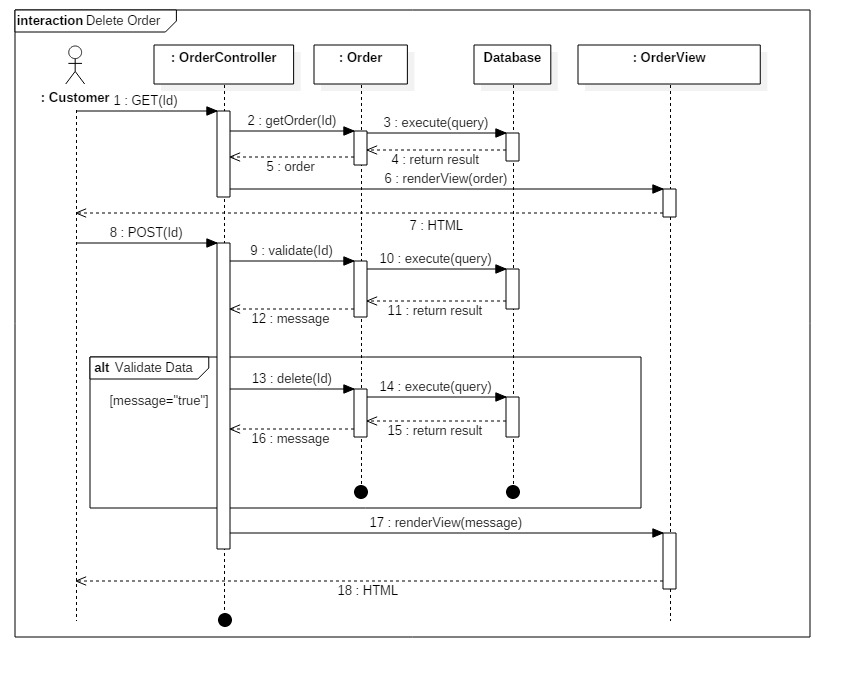 interaction Delete Order
: OrderController
: Order
Database
: OrderView
: Customer
1 : GET(Id)
2 : getOrder(Id)
3 : execute(query)
4 : return result
5 : order
6 : renderView(order)
7 : HTML
8 : POST(Id)
9 : validate(Id)
10 : execute(query)
11 : return result
12 : message
alt Validate Data
13 : delete(Id)
14 : execute(query)
[message="true"]
15 : return result
16 : message
17 : renderView(message)
18 : HTML